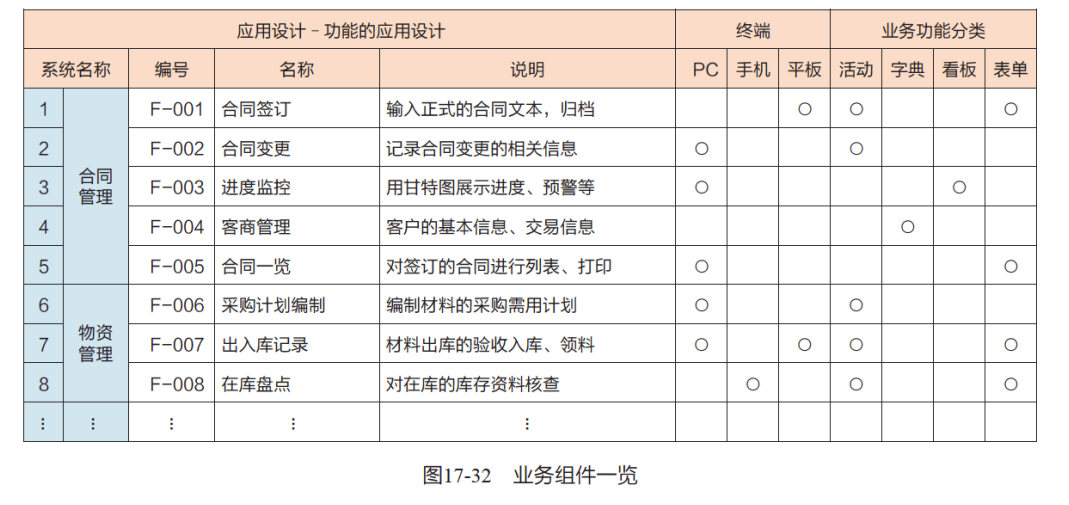 应用设计－功能的应用设计 终端 业务功能分类
系统名称 编号 名称 说明 PC 手机 平板 活动 字典 看板 表单
1 合同管理 F-001 合同签订 输入正式的合同文本，归档 ○ ○ ○
2 F-002 合同变更 记录合同变更的相关信息 ○ ○
3 F-003 进度监控 用甘特图展示进度、预警等 ○ ○
4 F-004 客商管理 客户的基本信息、交易信息 ○
5 F-005 合同一览 对签订的合同进行列表、打印 ○ ○
6 物资管理 F-006 采购计划编制 编制材料的采购需用计划 ○ ○
7 F-007 出入库记录 材料出库的验收入库、领料 ○ ○ ○ ○
8 F-008 在库盘点 对在库的库存资料核查 ○ ○ ○
⋮ ⋮ ⋮ ⋮ ⋮
图17-32 业务组件一览